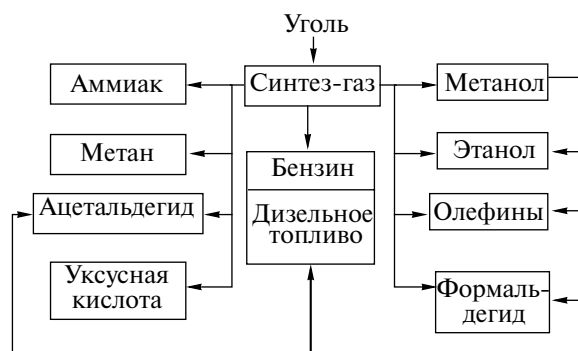 Уголь
Аммиак
Синтез-газ
Метанол
Метан
Бензин
Этанол
Ацетальдегид
Дизельное
топливо
Олефины
Уксусная
кислота
Формаль-
дегид